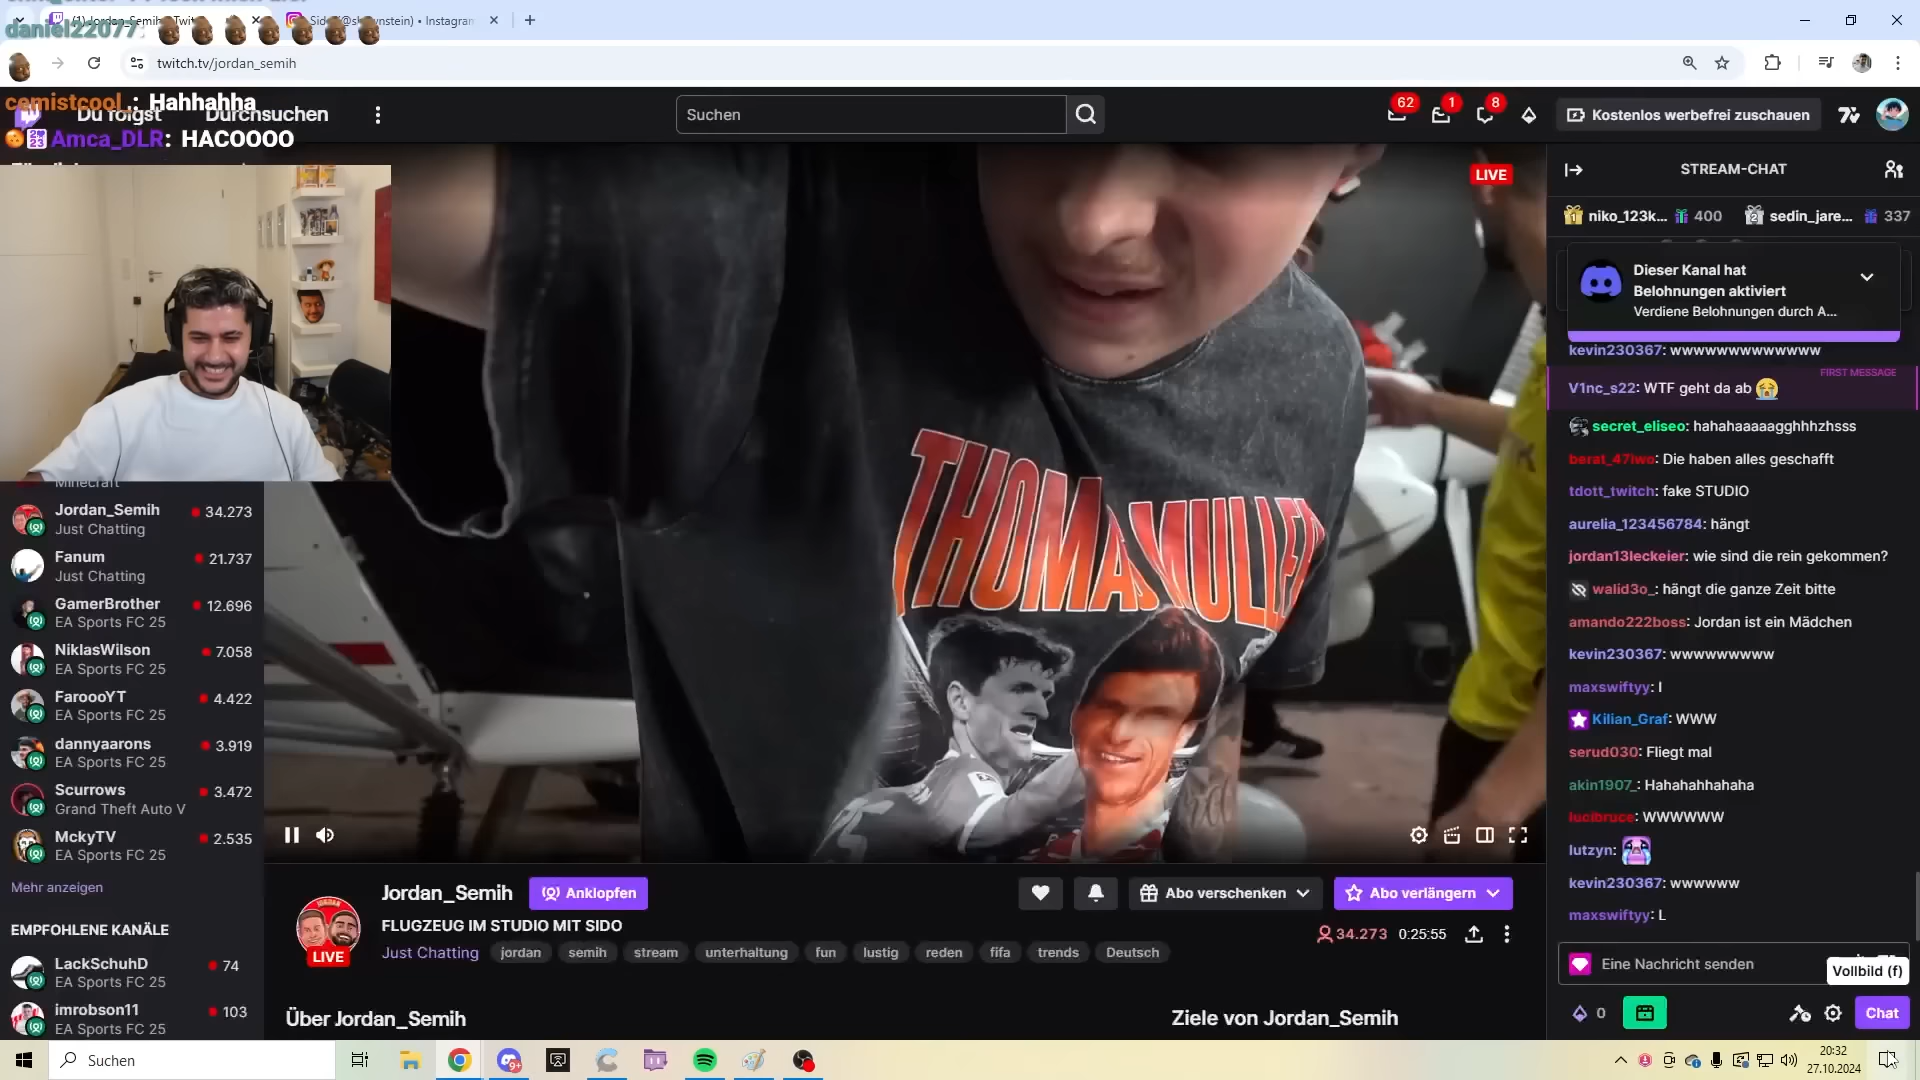 daniel22077:
twitch.tv/jordan_semih
cemistcool : Hahhahha
Amca_DLR: HACOOOO
Du folgst
Durchsuchen
Suchen
62
1
8
Kostenlos werbefrei zuschauen
LIVE
STREAM-CHAT
niko_123k... 400
sedin_jare... 337
Dieser Kanal hat
Belohnungen aktiviert
Verdiene Belohnungen durch A...
kevin230367: wwwwwwwwwwwww
FIRST MESSAGE
V1nc_s22: WTF geht da ab
secret_eliseo: hahahaaaaagghhhzhsss
berat_47iwo: Die haben alles geschafft
tdott_twitch: fake STUDIO
aurelia_123456784: hängt
jordan13leckeier: wie sind die rein gekommen?
walid3o_: hängt die ganze Zeit bitte
amando222boss: Jordan ist ein Mädchen
kevin230367: wwwwwwwww
maxswiftyy: I
Kilian_Graf: WWW
serud030: Fliegt mal
akin1907_: Hahahahhahaha
lucibruce: WWWWWW
lutzyn:
kevin230367: wwwwww
maxswiftyy: L
Eine Nachricht senden
Vollbild (f)
0
Chat
Minecraft
Jordan_Semih 34.273
Just Chatting
Fanum 21.737
Just Chatting
GamerBrother 12.696
EA Sports FC 25
NiklasWilson 7.058
EA Sports FC 25
FaroooYT 4.422
EA Sports FC 25
dannyaarons 3.919
EA Sports FC 25
Scurrows 3.472
Grand Theft Auto V
MckyTV 2.535
EA Sports FC 25
Mehr anzeigen
EMPFOHLENE KANÄLE
LackSchuhD 74
EA Sports FC 25
imrobson11 103
EA Sports FC 25
THOMAS MULLER
JORDAN
LIVE
Jordan_Semih
Anklopfen
FLUGZEUG IM STUDIO MIT SIDO
Just Chatting
jordan
semih
stream
unterhaltung
fun
lustig
reden
fifa
trends
Deutsch
Abo verschenken
Abo verlängern
34.273
0:25:55
Über Jordan_Semih
Ziele von Jordan_Semih
Suchen
9+
20:32
27.10.2024